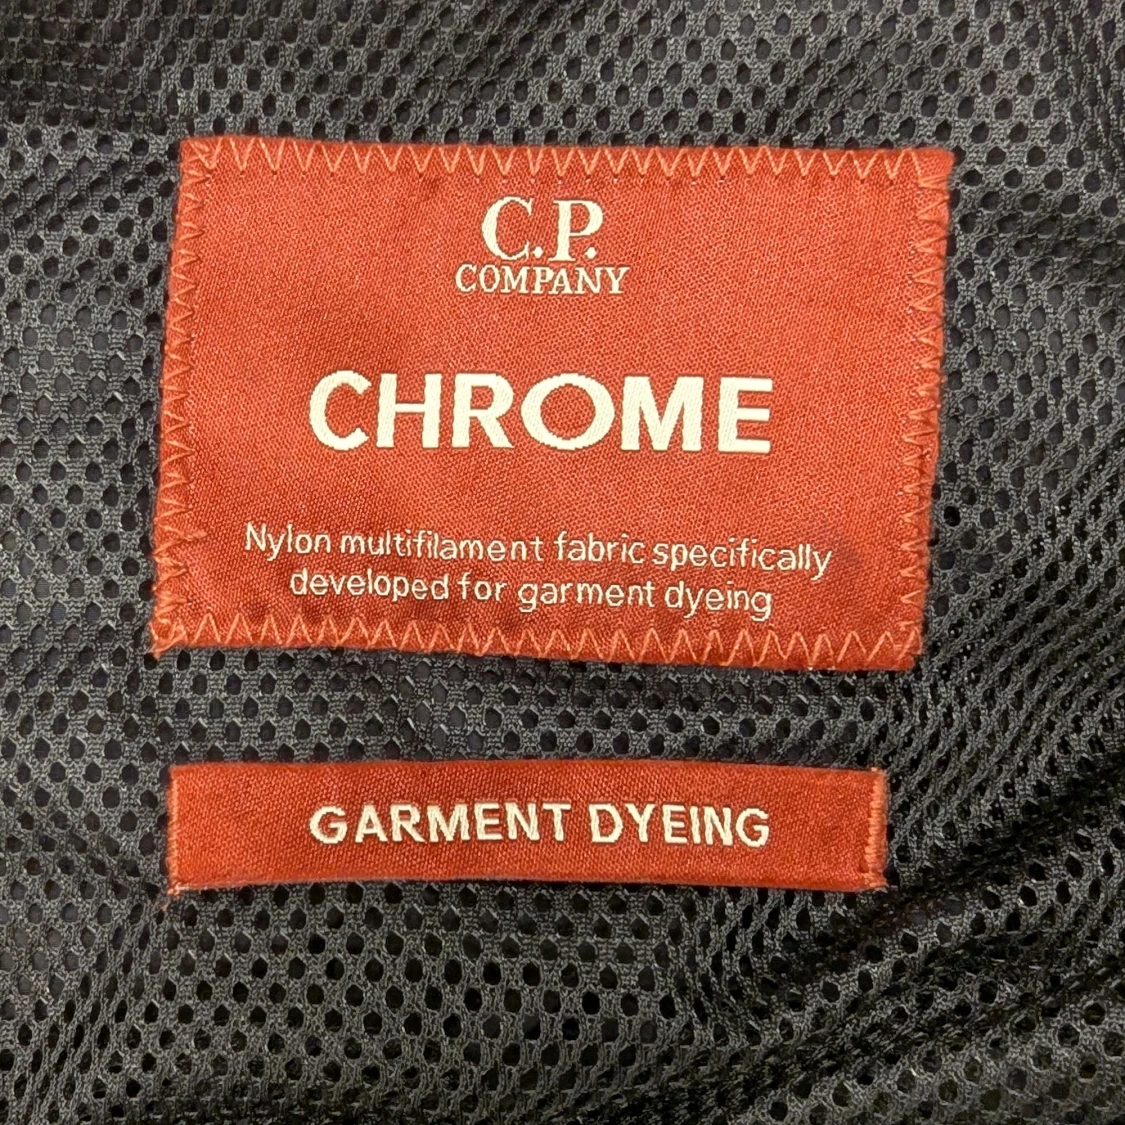 C.P.
COMPANY
CHROME
Nylon multifilament fabric specifically
developed for garment dyeing
GARMENT DYEING